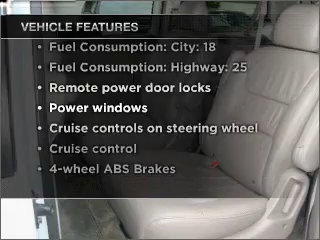 VEHICLE FEATURES
• Fuel Consumption: City: 18
• Fuel Consumption: Highway: 25
• Remote power door locks
• Power windows
• Cruise controls on steering wheel
• Cruise control
• 4-wheel ABS Brakes